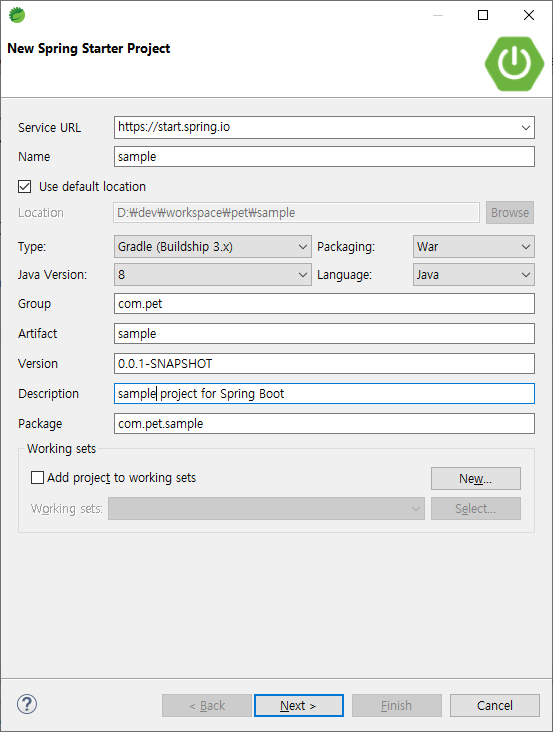 New Spring Starter Project
Service URL https://start.spring.io
Name sample
Use default location
Location D:₩dev₩workspace₩pet₩sample Browse
Type: Gradle (Buildship 3.x) Packaging: War
Java Version: 8 Language: Java
Group com.pet
Artifact sample
Version 0.0.1-SNAPSHOT
Description sample project for Spring Boot
Package com.pet.sample
Working sets
Add project to working sets New...
Working sets: Select...
? < Back Next > Finish Cancel